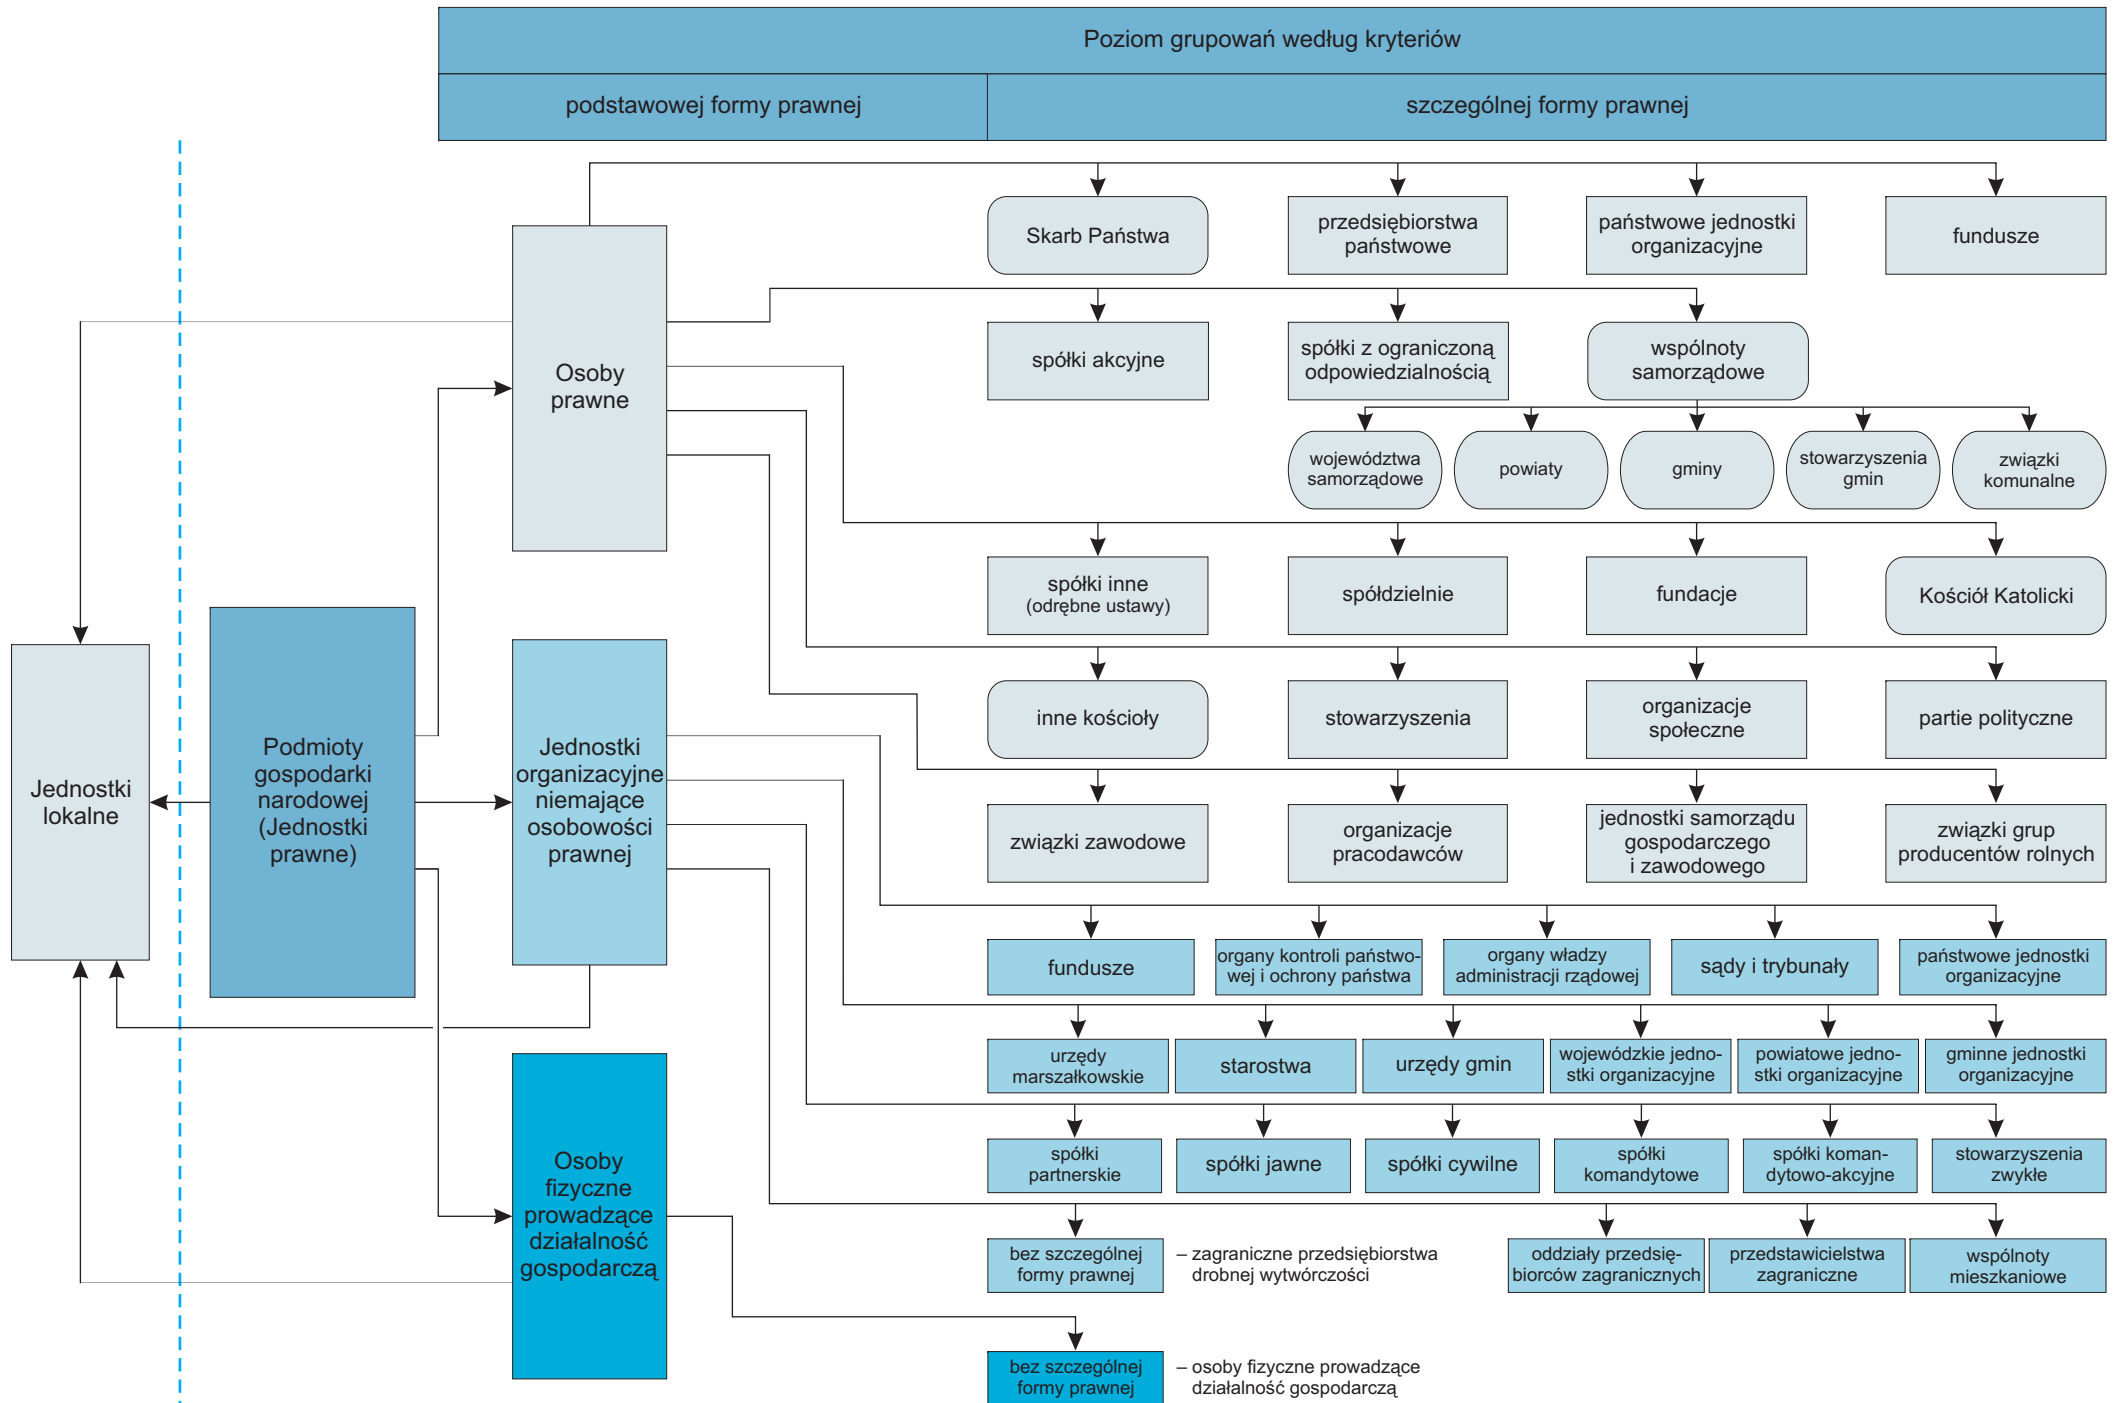 Poziom grupowań według kryteriów
podstawowej formy prawnej
szczególnej formy prawnej
Skarb Państwa
przedsiębiorstwa
państwowe
państwowe jednostki
organizacyjne
fundusze
Osoby
prawne
spółki akcyjne
spółki z ograniczoną
odpowiedzialnością
wspólnoty
samorządowe
województwa
samorządowe
powiaty
gminy
stowarzyszenia
gmin
związki
komunalne
spółki inne
(odrębne ustawy)
spółdzielnie
fundacje
Kościół Katolicki
inne kościoły
stowarzyszenia
organizacje
społeczne
partie polityczne
Jednostki
lokalne
Podmioty
gospodarki
narodowej
(Jednostki
prawne)
Jednostki
organizacyjne
niemające
osobowości
prawnej
związki zawodowe
organizacje
pracodawców
jednostki samorządu
gospodarczego
i zawodowego
związki grup
producentów rolnych
fundusze
organy kontroli państwo-
wej i ochrony państwa
organy władzy
administracji rządowej
sądy i trybunały
państwowe jednostki
organizacyjne
urzędy
marszałkowskie
starostwa
urzędy gmin
wojewódzkie jedno-
stki organizacyjne
powiatowe jedno-
stki organizacyjne
gminne jednostki
organizacyjne
Osoby
fizyczne
prowadzące
działalność
gospodarczą
spółki
partnerskie
spółki jawne
spółki cywilne
spółki
komandytowe
spółki koman-
dytowo-akcyjne
stowarzyszenia
zwykłe
bez szczególnej
formy prawnej
– zagraniczne przedsiębiorstwa
drobnej wytwórczości
oddziały przedsię-
biorców zagranicznych
przedstawicielstwa
zagraniczne
wspólnoty
mieszkaniowe
bez szczególnej
formy prawnej
– osoby fizyczne prowadzące
działalność gospodarczą